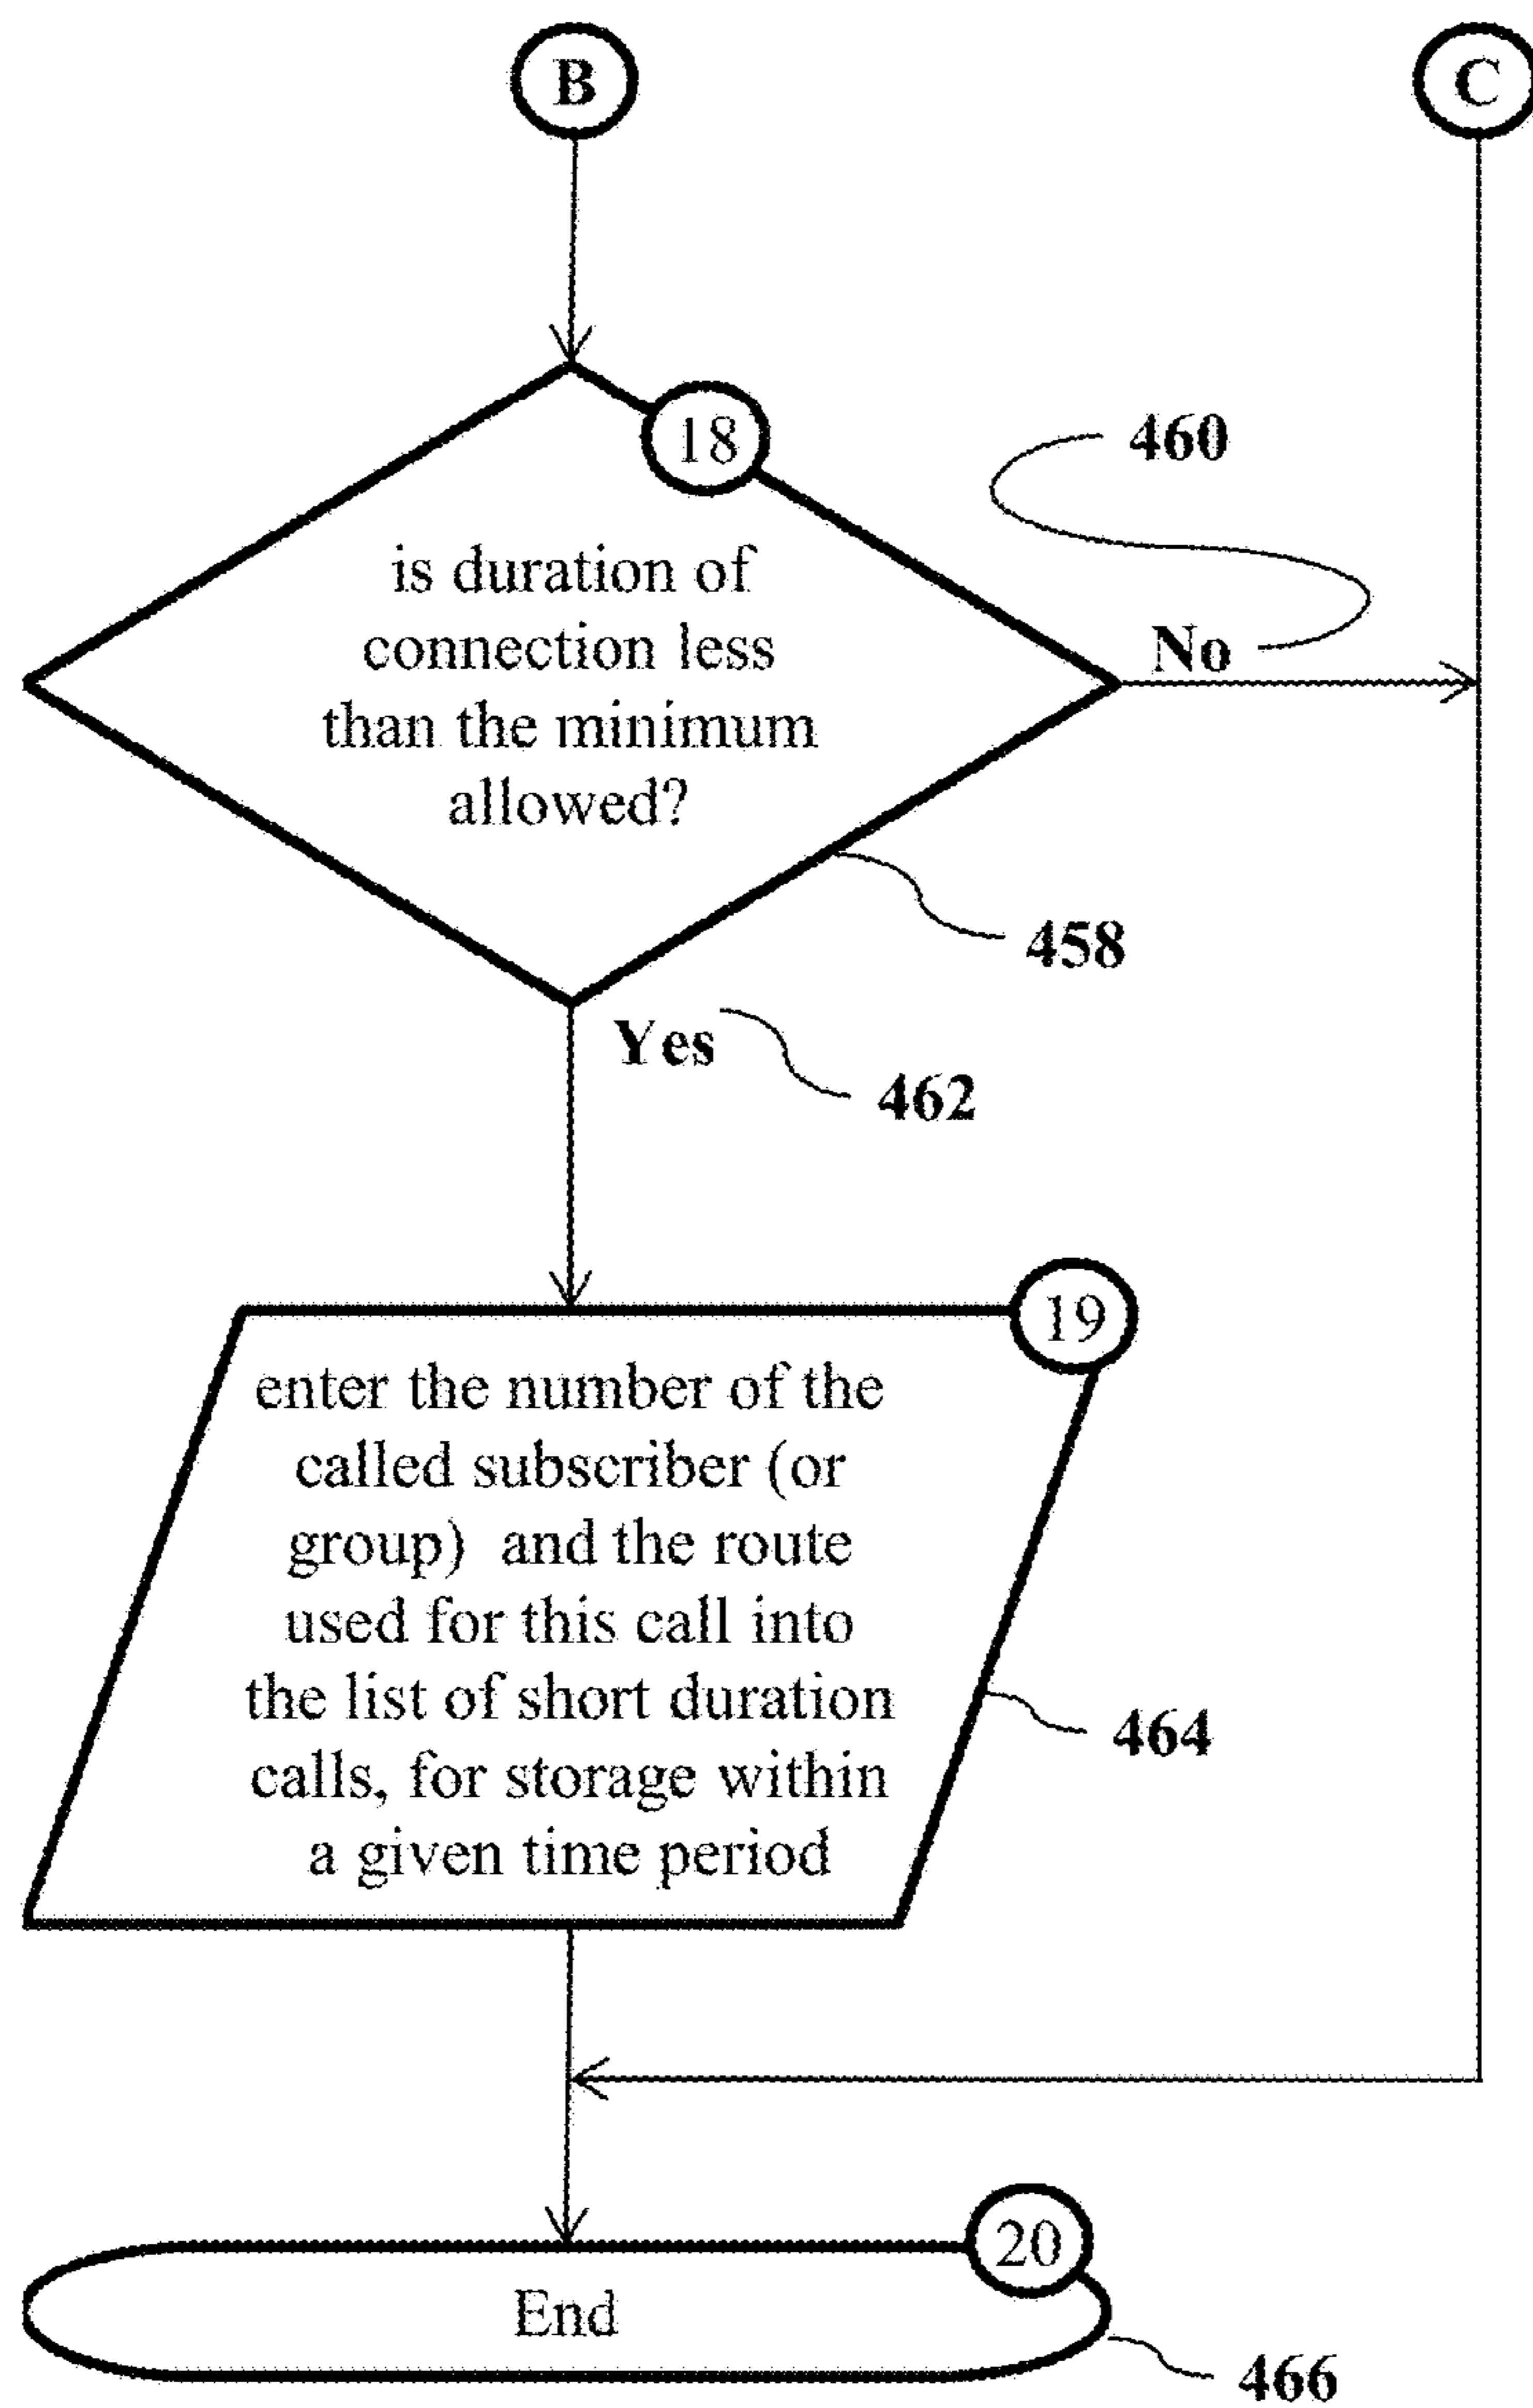 B
C
18
460
is duration of
connection less
than the minimum
allowed?
No
458
Yes
462
19
enter the number of the
called subscriber (or
group) and the route
used for this call into
the list of short duration
calls, for storage within
a given time period
464
20
End
466